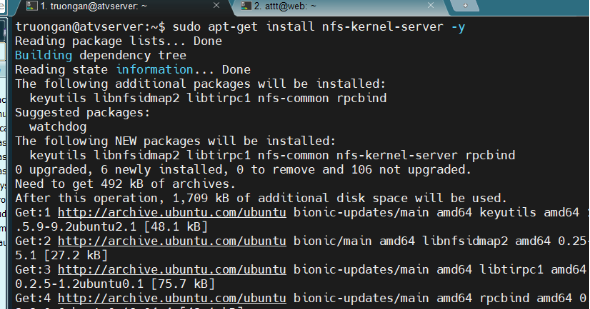 1. truongan@atvserver: ~
2. attt@web: ~
truongan@atvserver:~$ sudo apt-get install nfs-kernel-server -y
Reading package lists... Done
Building dependency tree
Reading state information... Done
The following additional packages will be installed:
keyutils libnfsidmap2 libtirpc1 nfs-common rpcbind
Suggested packages:
watchdog
The following NEW packages will be installed:
keyutils libnfsidmap2 libtirpc1 nfs-common nfs-kernel-server rpcbind
0 upgraded, 6 newly installed, 0 to remove and 106 not upgraded.
Need to get 492 kB of archives.
After this operation, 1,709 kB of additional disk space will be used.
Get:1 http://archive.ubuntu.com/ubuntu bionic-updates/main amd64 keyutils amd64
.5.9-9.2ubuntu2.1 [48.1 kB]
Get:2 http://archive.ubuntu.com/ubuntu bionic/main amd64 libnfsidmap2 amd64 0.25-
5.1 [27.2 kB]
Get:3 http://archive.ubuntu.com/ubuntu bionic-updates/main amd64 libtirpc1 amd64
0.2.5-1.2ubuntu0.1 [75.7 kB]
Get:4 http://archive.ubuntu.com/ubuntu bionic-updates/main amd64 rpcbind amd64 0